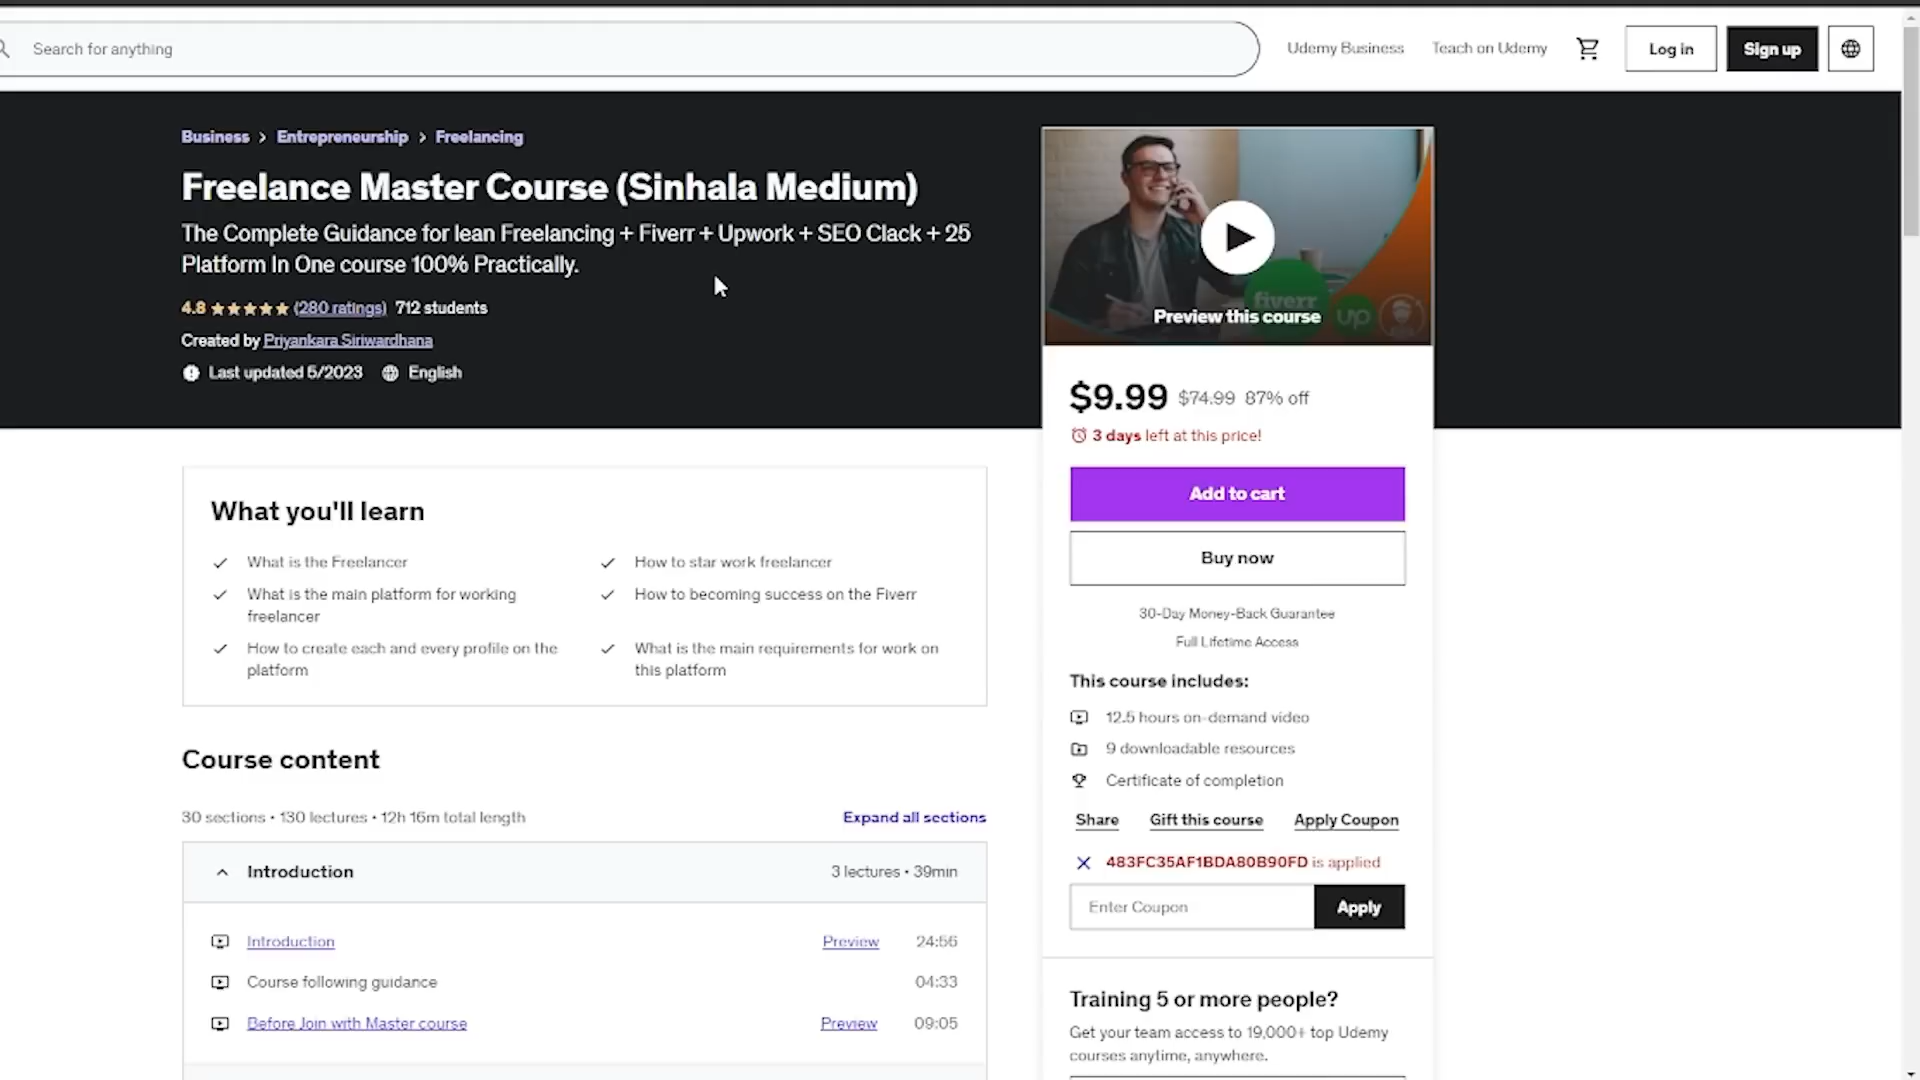 Search for anything
Udemy Business
Teach on Udemy
Log in
Sign up
Business > Entrepreneurship > Freelancing
Freelance Master Course (Sinhala Medium)
The Complete Guidance for lean Freelancing + Fiverr + Upwork + SEO Clack + 25
Platform In One course 100% Practically.
4.8 (280 ratings) 712 students
Created by Priyankara Siriwardhana
Last updated 5/2023 English
fiverr
up
Preview this course
$9.99 $74.99 87% off
3 days left at this price!
Add to cart
Buy now
30-Day Money-Back Guarantee
Full Lifetime Access
This course includes:
12.5 hours on-demand video
9 downloadable resources
Certificate of completion
Share Gift this course Apply Coupon
483FC35AF1BDA80B90FD is applied
Enter Coupon
Apply
Training 5 or more people?
Get your team access to 19,000+ top Udemy
courses anytime, anywhere.
What you'll learn
What is the Freelancer
How to star work freelancer
What is the main platform for working
freelancer
How to becoming success on the Fiverr
How to create each and every profile on the
platform
What is the main requirements for work on
this platform
Course content
30 sections • 130 lectures • 12h 16m total length
Expand all sections
Introduction
3 lectures • 39min
Introduction Preview 24:56
Course following guidance 04:33
Before Join with Master course Preview 09:05